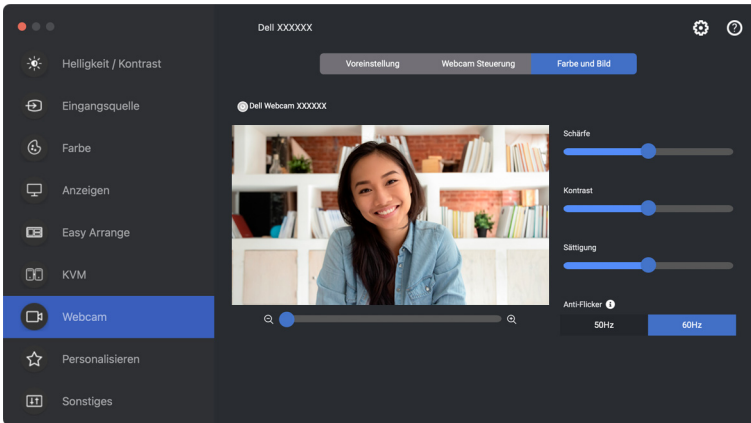 Dell XXXXXX
Helligkeit / Kontrast
Eingangsquelle
Farbe
Anzeigen
Easy Arrange
KVM
Webcam
Personalisieren
Sonstiges
Voreinstellung
Webcam Steuerung
Farbe und Bild
Dell Webcam XXXXXX
Schärfe
Kontrast
Sättigung
Anti-Flicker
50Hz
60Hz